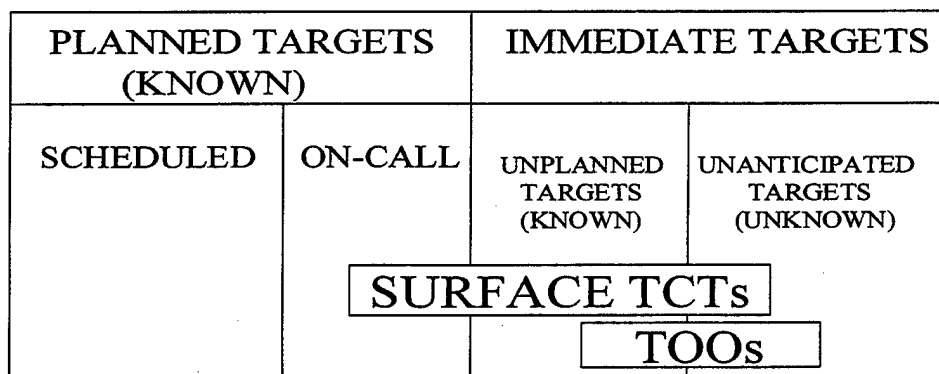 PLANNED TARGETS
(KNOWN)
IMMEDIATE TARGETS
SCHEDULED
ON-CALL
UNPLANNED
TARGETS
(KNOWN)
UNANTICIPATED
TARGETS
(UNKNOWN)
SURFACE TCTs
TOOs